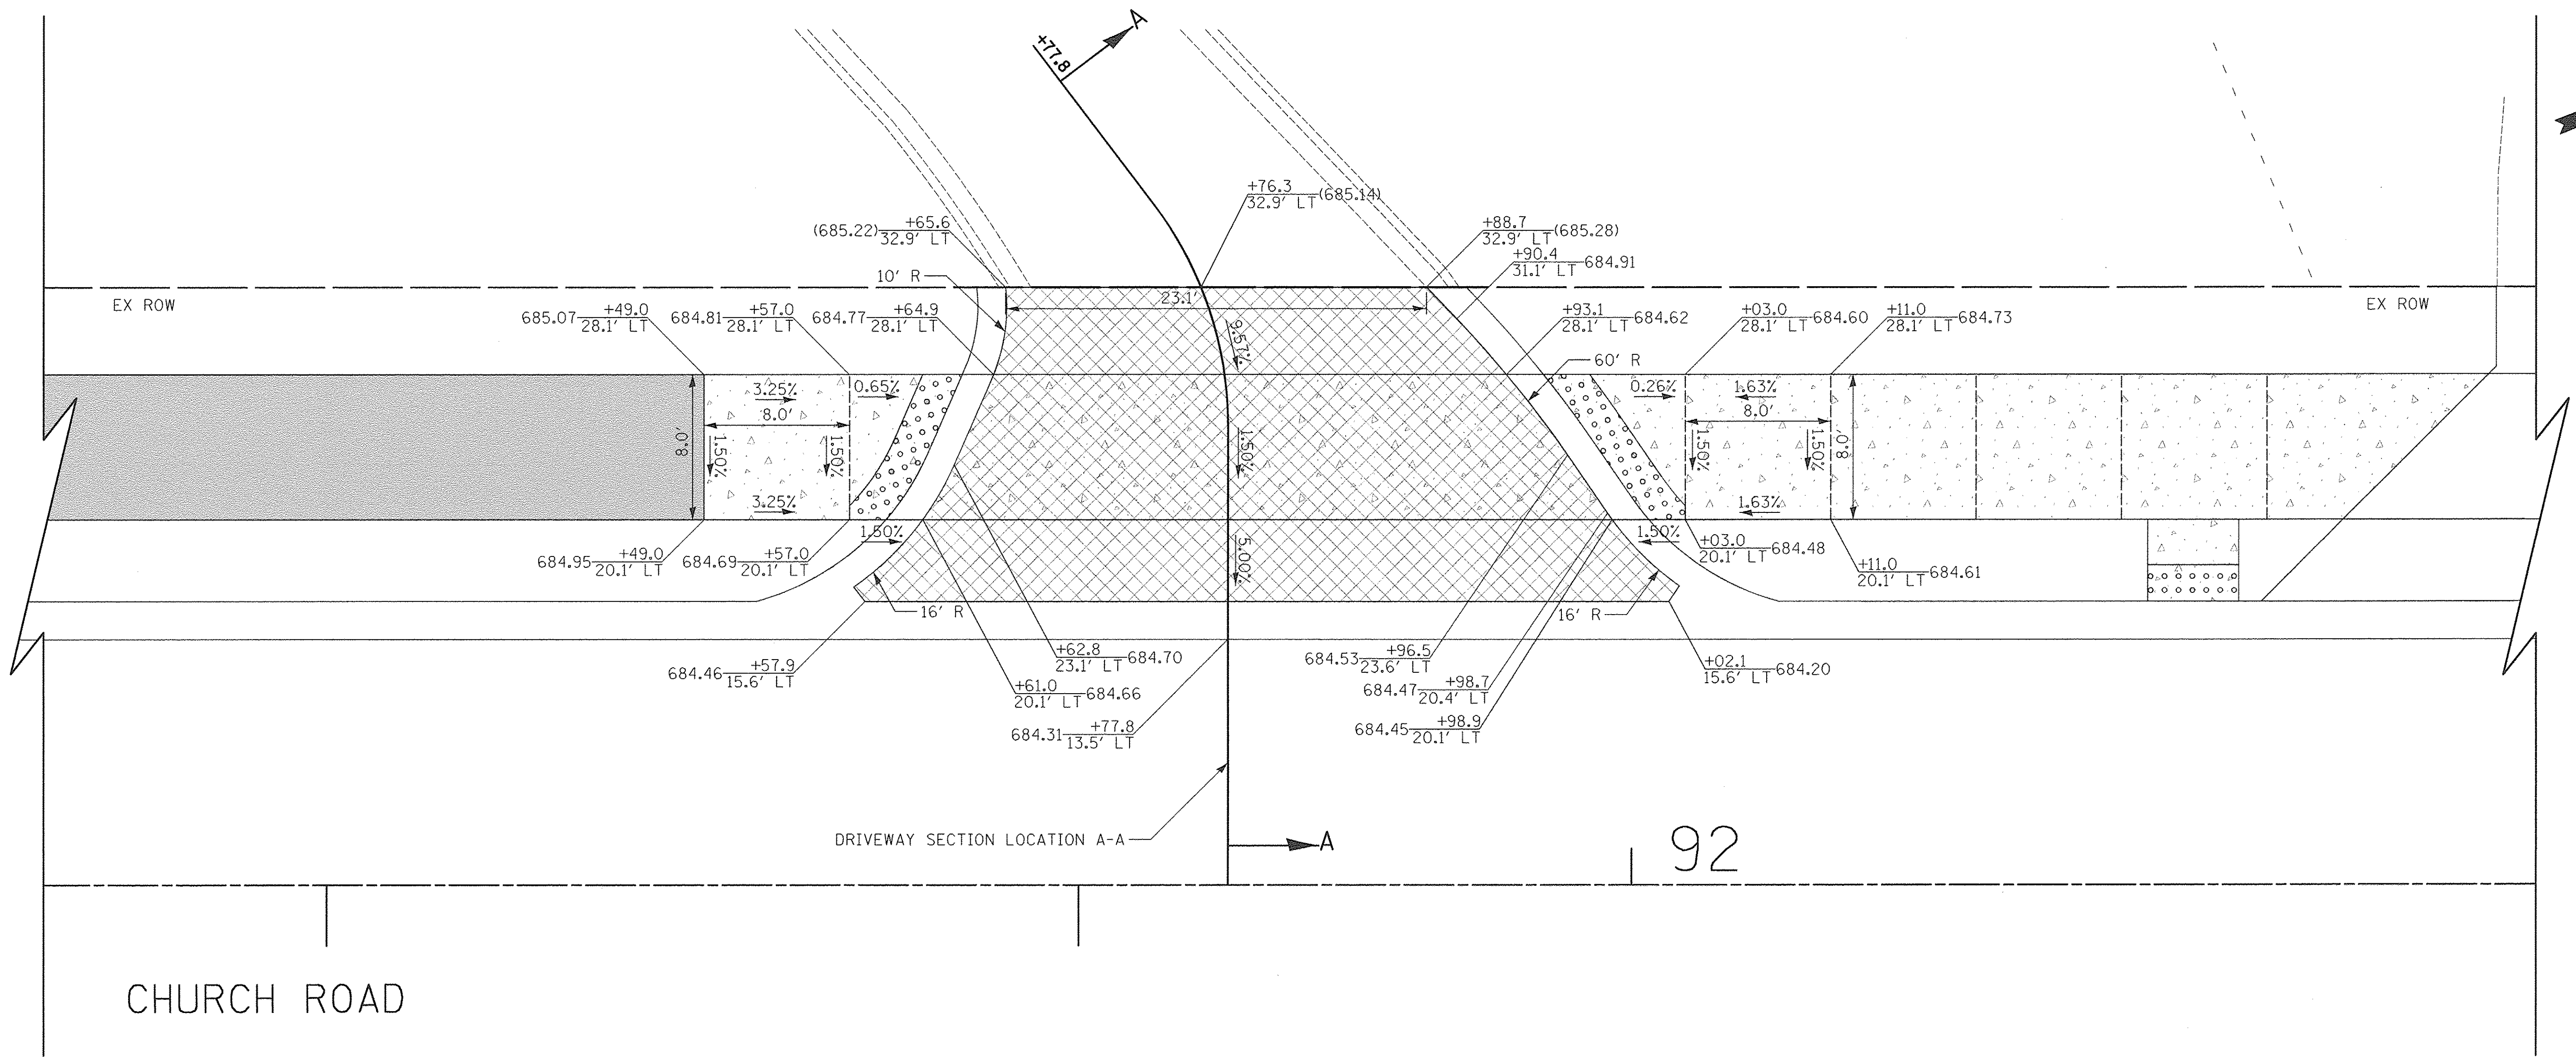 A
+77.8
+76.3
32.9' LT (685.14)
(685.22) +65.6
32.9' LT
+88.7
32.9' LT (685.28)
+90.4
31.1' LT 684.91
10' R
23.1'
EX ROW
EX ROW
685.07 +49.0
28.1' LT
684.81 +57.0
28.1' LT
684.77 +64.9
28.1' LT
+93.1
28.1' LT 684.62
+03.0
28.1' LT 684.60
+11.0
28.1' LT 684.73
9.57%
60' R
3.25%
0.65%
0.26%
1.63%
8.0'
8.0'
8.0'
1.50%
1.50%
1.50%
1.50%
1.50%
8.0'
3.25%
1.63%
1.50%
5.00%
1.50%
684.95 +49.0
20.1' LT
684.69 +57.0
20.1' LT
+03.0
20.1' LT 684.48
+11.0
20.1' LT 684.61
16' R
16' R
684.46 +57.9
15.6' LT
+62.8
23.1' LT 684.70
+61.0
20.1' LT 684.66
684.31 +77.8
13.5' LT
684.53 +96.5
23.6' LT
684.47 +98.7
20.4' LT
684.45 +98.9
20.1' LT
+02.1
15.6' LT 684.20
DRIVEWAY SECTION LOCATION A-A
A
92
CHURCH ROAD